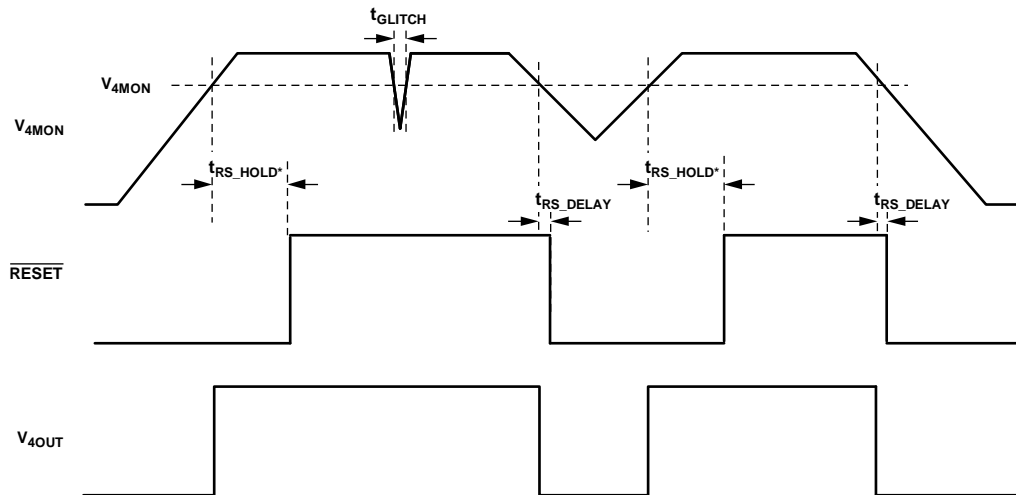 tGLITCH
V4MON
V4MON
tRS_HOLD*
tRS_HOLD*
tRS_DELAY
tRS_DELAY
RESET
V4OUT